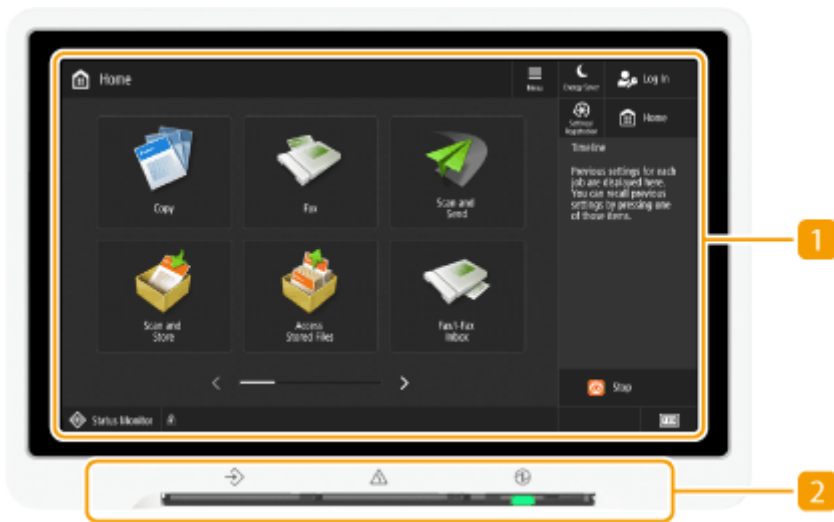 Home
Menu
Energy Saver
Log In
Settings/
Registration
Home
Timeline
Previous settings for each
job are displayed here.
You can recall previous
settings by pressing one
of those items.
Copy
Fax
Scan and
Send
Scan and
Store
Access
Stored Files
Fax/I-Fax
Inbox
Stop
Status Monitor
1
2